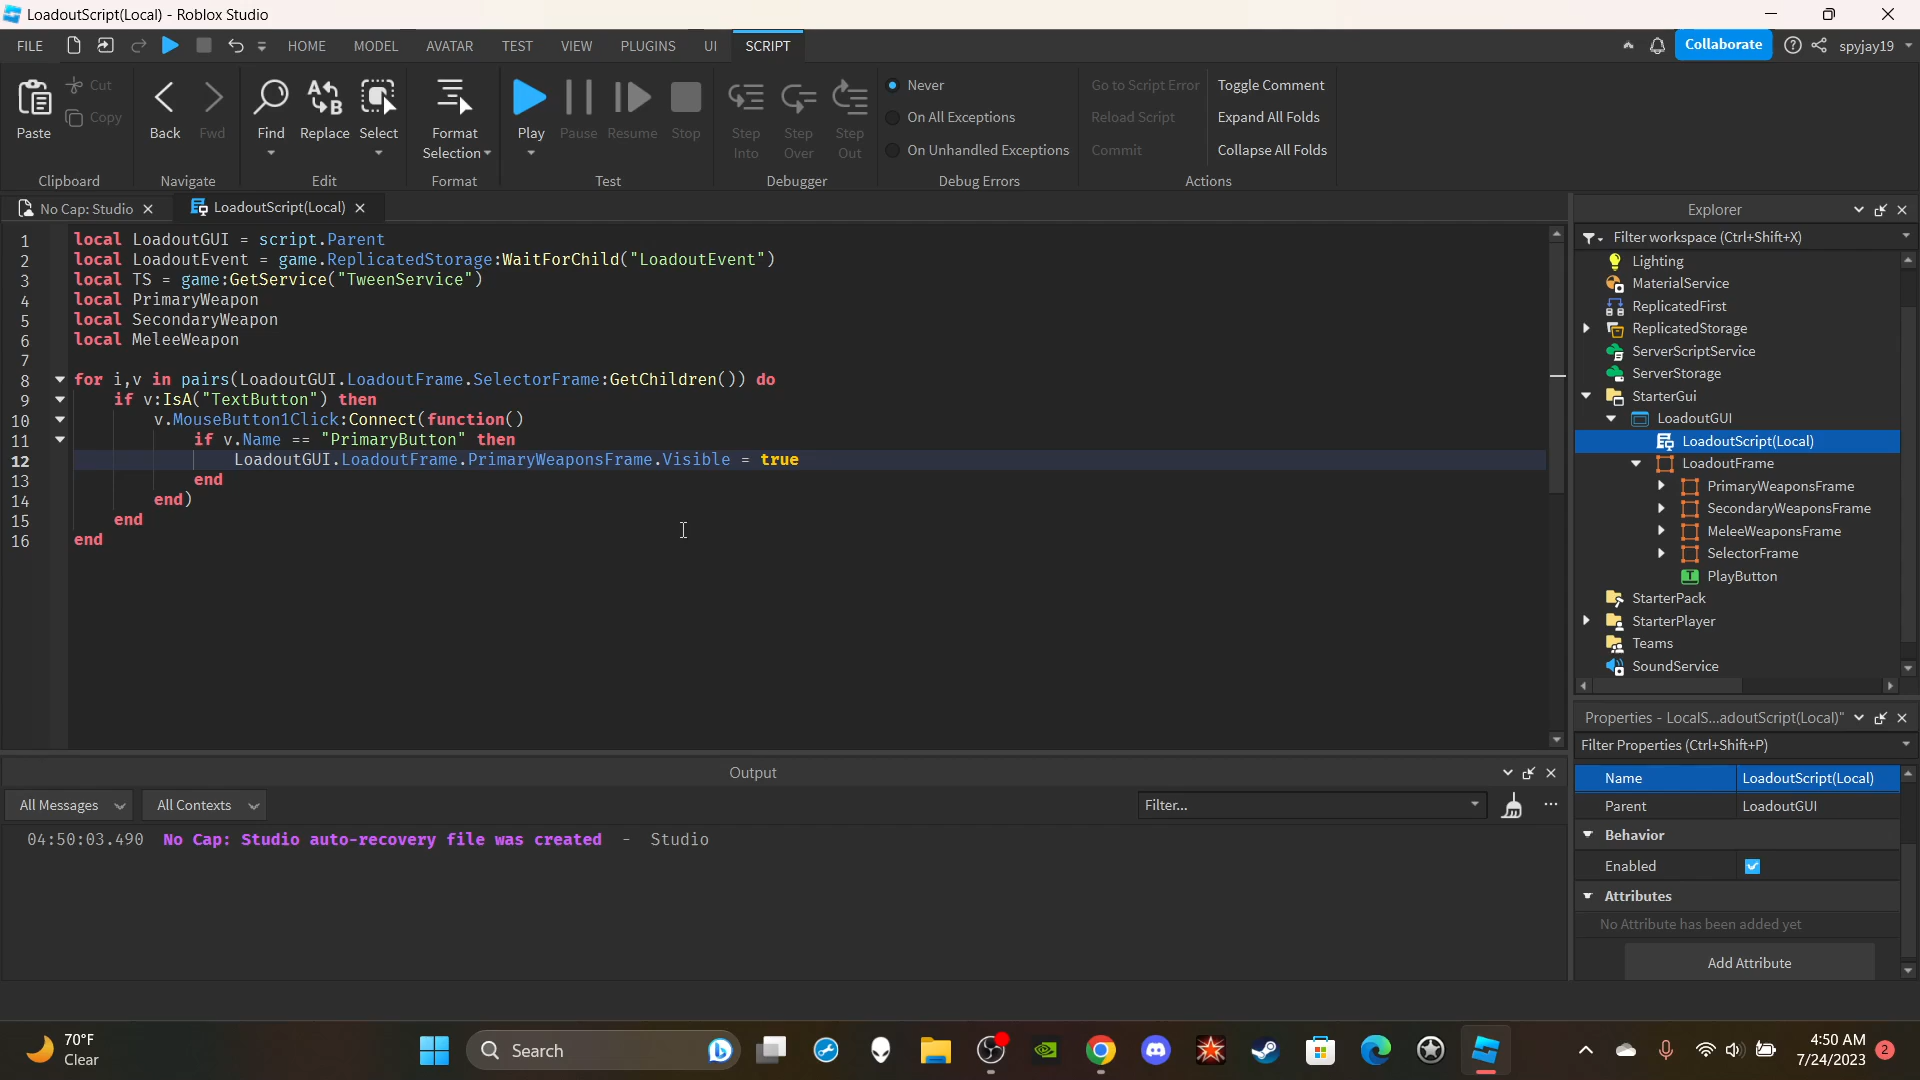 LoadoutScript(Local) - Roblox Studio
FILE HOME MODEL AVATAR TEST VIEW PLUGINS UI SCRIPT Collaborate spyjay19
Paste Cut Copy Back Fwd Find Replace Select Format Selection Play Pause Resume Stop Step Into Step Over Step Out
Never
On All Exceptions
On Unhandled Exceptions
Go to Script Error
Reload Script
Commit
Toggle Comment
Expand All Folds
Collapse All Folds
Clipboard Navigate Edit Format Test Debugger Debug Errors Actions
No Cap: Studio LoadoutScript(Local)
1 local LoadoutGUI = script.Parent
2 local LoadoutEvent = game.ReplicatedStorage:WaitForChild("LoadoutEvent")
3 local TS = game:GetService("TweenService")
4 local PrimaryWeapon
5 local SecondaryWeapon
6 local MeleeWeapon
7
8 for i,v in pairs(LoadoutGUI.LoadoutFrame.SelectorFrame:GetChildren()) do
9 if v:IsA("TextButton") then
10 v.MouseButton1Click:Connect(function()
11 if v.Name == "PrimaryButton" then
12 LoadoutGUI.LoadoutFrame.PrimaryWeaponsFrame.Visible = true
13 end
14 end)
15 end
16 end
Explorer
Filter workspace (Ctrl+Shift+X)
Lighting
MaterialService
ReplicatedFirst
ReplicatedStorage
ServerScriptService
ServerStorage
StarterGui
LoadoutGUI
LoadoutScript(Local)
LoadoutFrame
PrimaryWeaponsFrame
SecondaryWeaponsFrame
MeleeWeaponsFrame
SelectorFrame
PlayButton
StarterPack
StarterPlayer
Teams
SoundService
Properties - LocalS...adoutScript(Local)"
Filter Properties (Ctrl+Shift+P)
Name LoadoutScript(Local)
Parent LoadoutGUI
Behavior
Enabled
Attributes
No Attribute has been added yet
Add Attribute
Output
All Messages All Contexts Filter...
04:50:03.490 No Cap: Studio auto-recovery file was created - Studio
70°F
Clear
Search
4:50 AM
7/24/2023
2